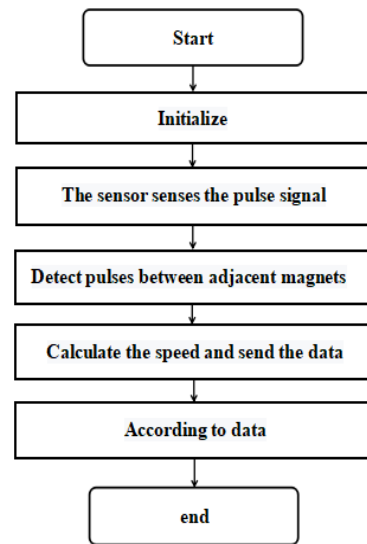 Start
Initialize
The sensor senses the pulse signal
Detect pulses between adjacent magnets
Calculate the speed and send the data
According to data
end